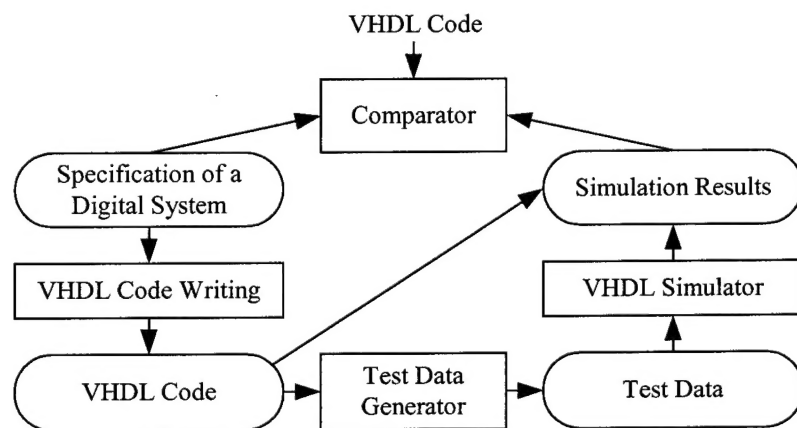 VHDL Code
Comparator
Specification of a
Digital System
Simulation Results
VHDL Code Writing
VHDL Simulator
VHDL Code
Test Data
Generator
Test Data